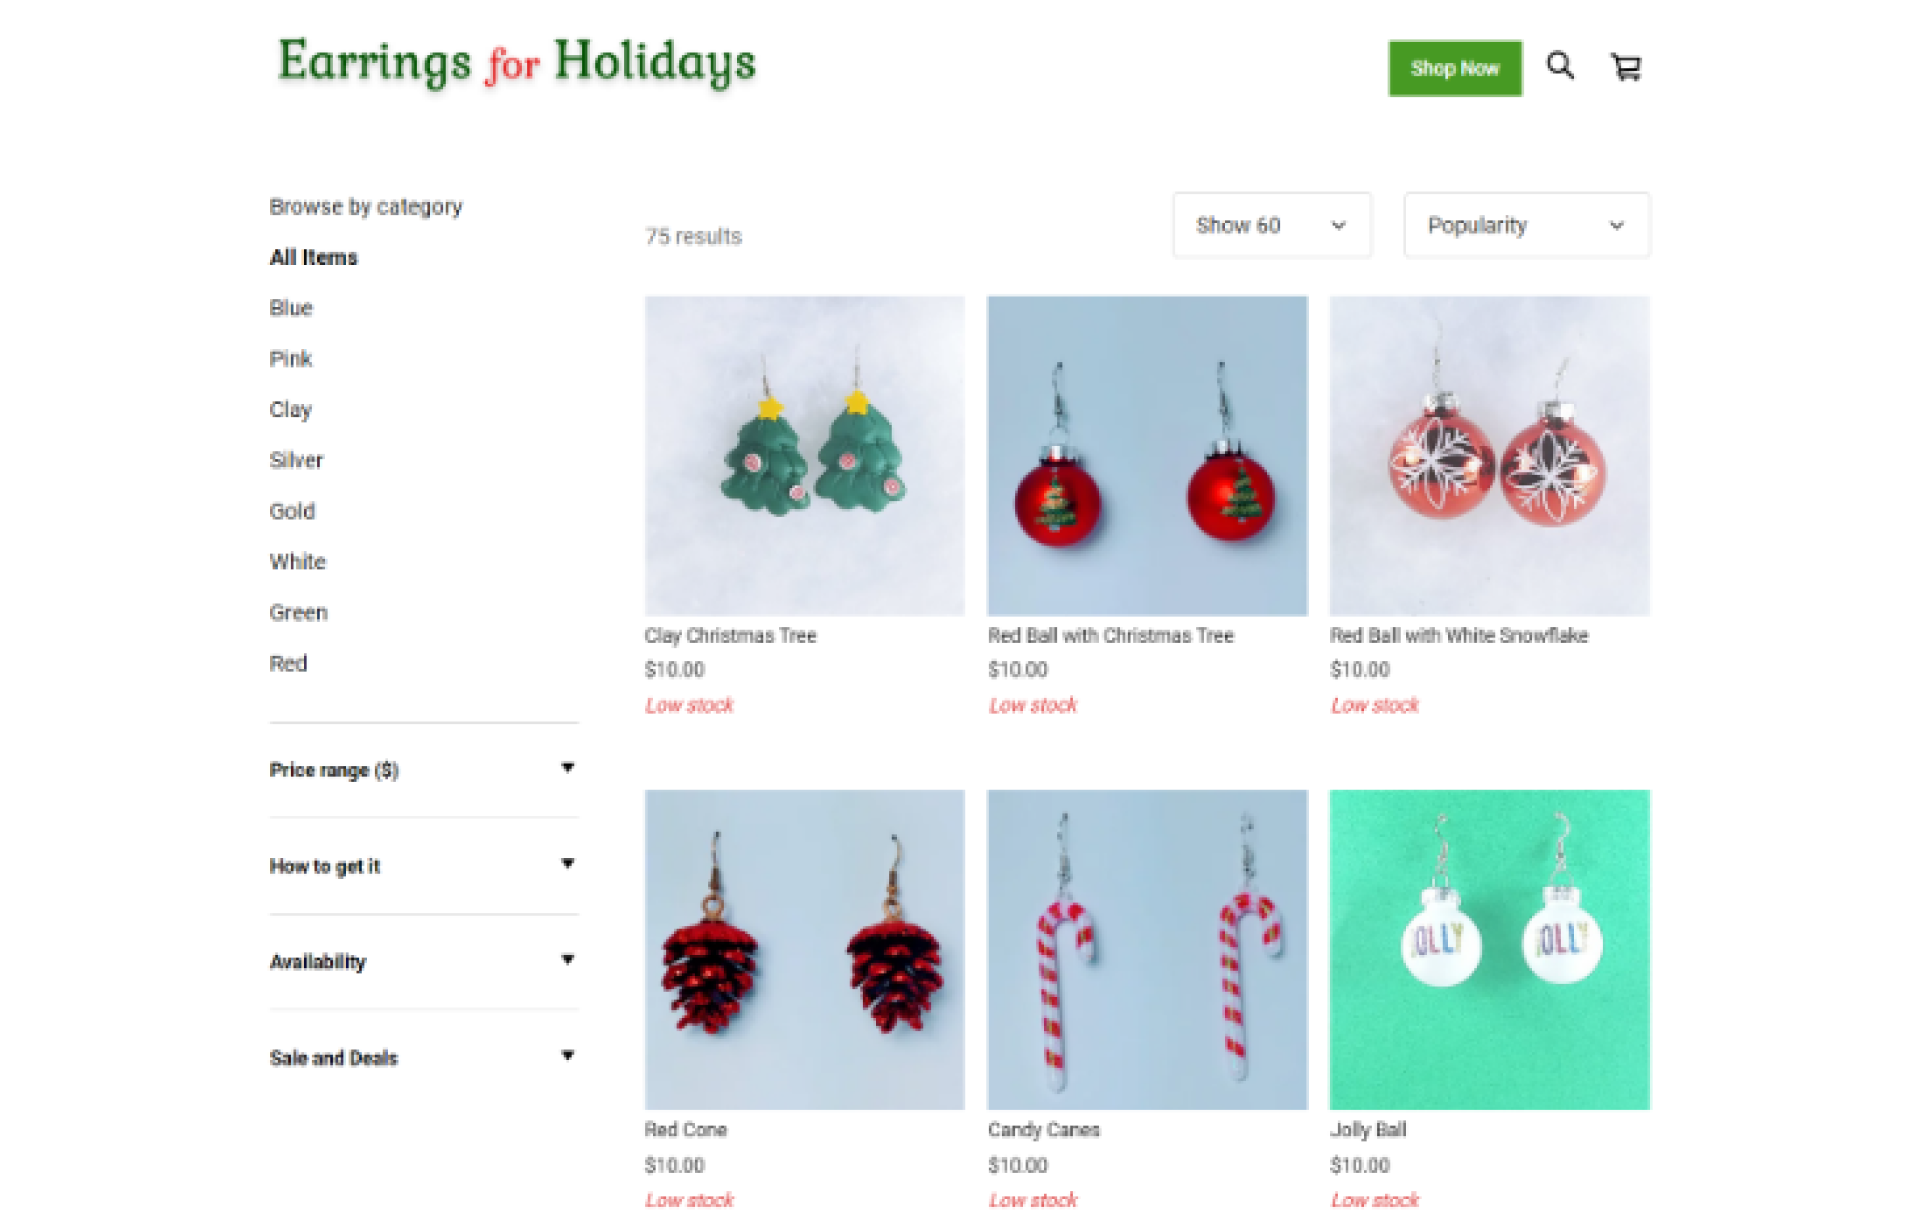 Earrings for Holidays
Shop Now
Browse by category
All Items
Blue
Pink
Clay
Silver
Gold
White
Green
Red
Price range ($)
How to get it
Availability
Sale and Deals
75 results
Show 60
Popularity
Clay Christmas Tree
$10.00
Low stock
Red Ball with Christmas Tree
$10.00
Low stock
Red Ball with White Snowflake
$10.00
Low stock
JOLLY
JOLLY
Red Cone
$10.00
Low stock
Candy Canes
$10.00
Low stock
Jolly Ball
$10.00
Low stock